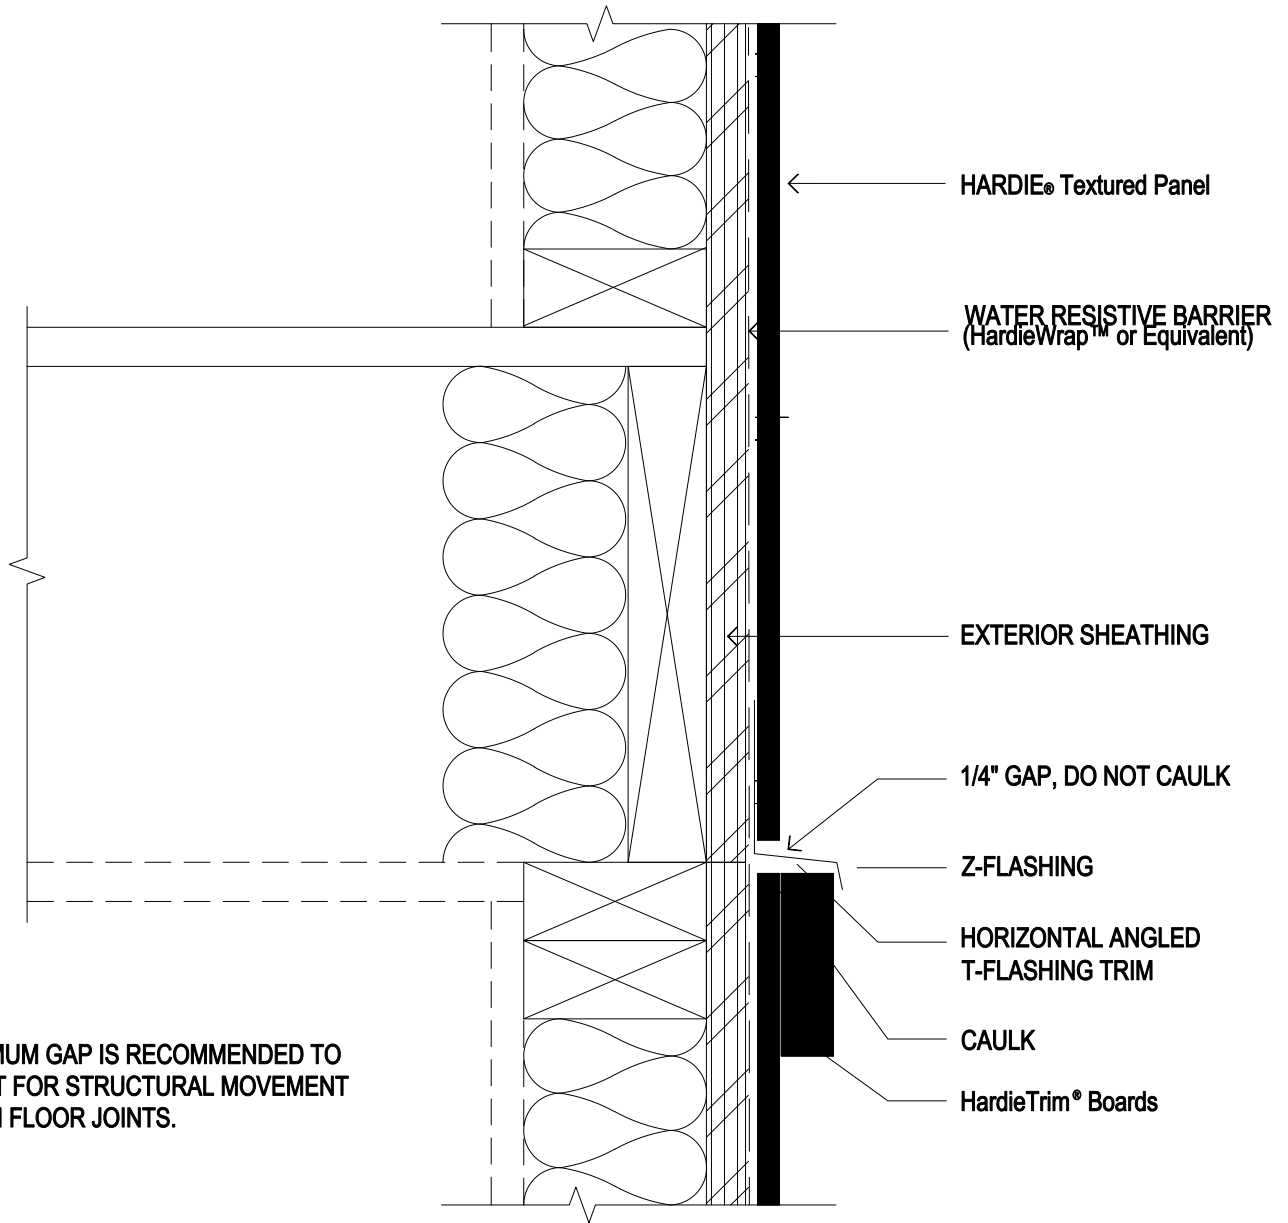 HARDIE® Textured Panel
WATER RESISTIVE BARRIER
(HardieWrap™ or Equivalent)
EXTERIOR SHEATHING
1/4" GAP, DO NOT CAULK
Z-FLASHING
HORIZONTAL ANGLED
T-FLASHING TRIM
CAULK
HardieTrim® Boards
GAP IS RECOMMENDED TO
FOR STRUCTURAL MOVEMENT
FLOOR JOINTS.